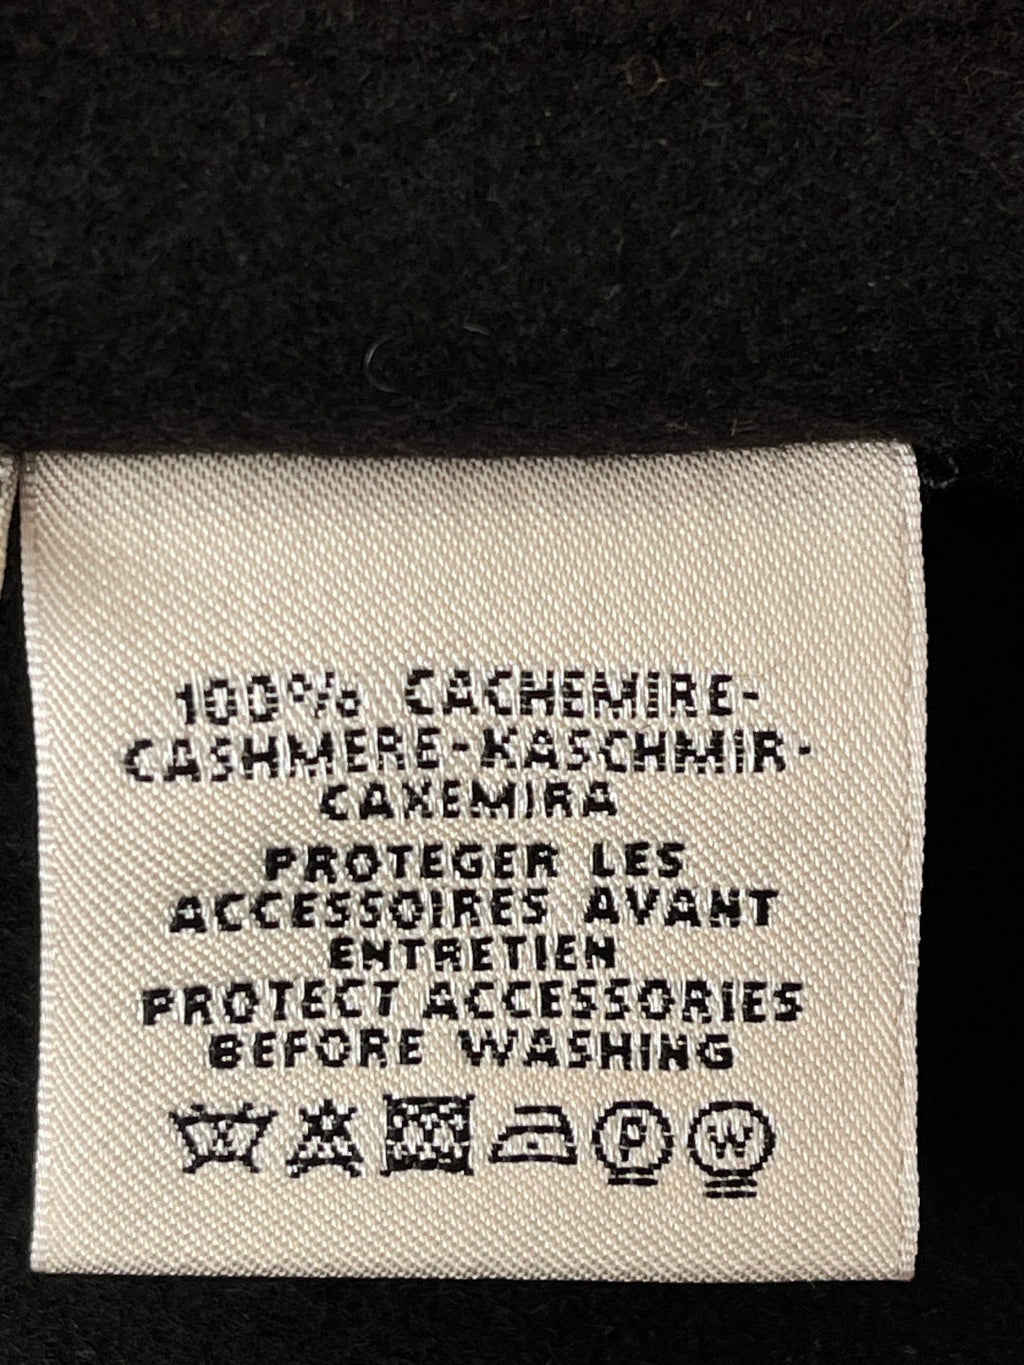 100% CACHEMIRE-
CASHMERE-KASCHMIR-
CAXEMIRA
PROTEGER LES
ACCESSOIRES AVANT
ENTRETIEN
PROTECT ACCESSORIES
BEFORE WASHING
P W